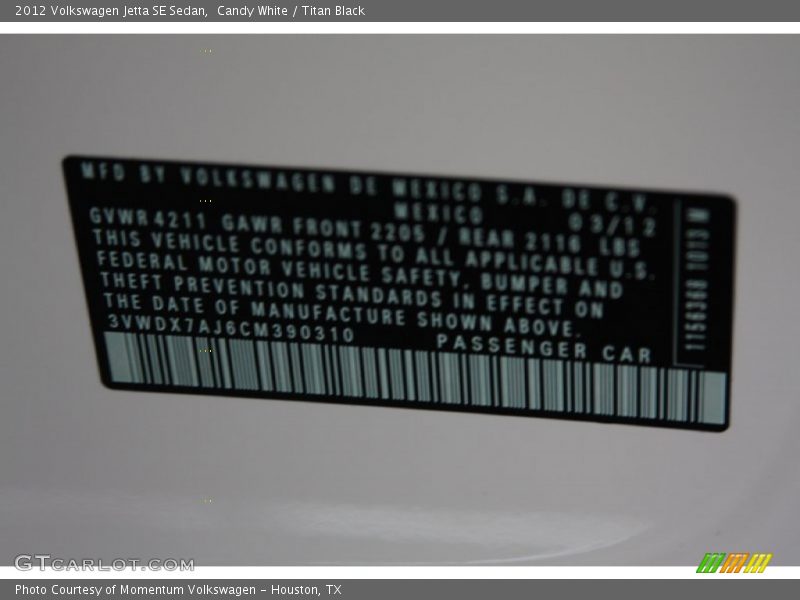 2012 Volkswagen Jetta SE Sedan,  Candy White / Titan Black
MFD BY VOLKSWAGEN DE MEXICO S.A. DE C.V.
MEXICO 03/12
GVWR 4211 GAWR FRONT 2205 / REAR 2116 LBS
THIS VEHICLE CONFORMS TO ALL APPLICABLE U.S.
FEDERAL MOTOR VEHICLE SAFETY, BUMPER AND
THEFT PREVENTION STANDARDS IN EFFECT ON
THE DATE OF MANUFACTURE SHOWN ABOVE.
3VWDX7AJ6CM390310 PASSENGER CAR
1156368 1013 M
GTCARLOT.COM
Photo Courtesy of Momentum Volkswagen - Houston, TX